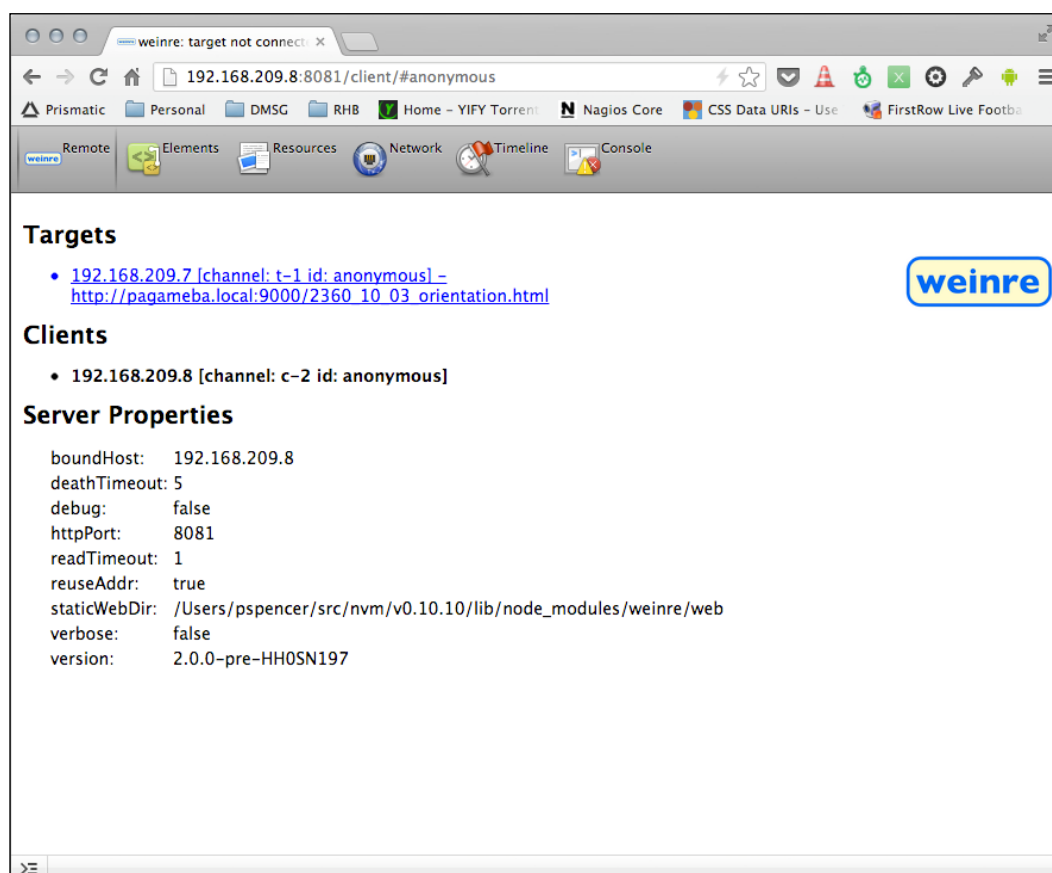 weinre: target not connect
192.168.209.8:8081/client/#anonymous
Prismatic Personal DMSG RHB Home – YIFY Torrent Nagios Core CSS Data URIs – Use FirstRow Live Footba
weinre Remote Elements Resources Network Timeline Console
Targets
192.168.209.7 [channel: t-1 id: anonymous] –
http://pagameba.local:9000/2360_10_03_orientation.html
weinre
Clients
192.168.209.8 [channel: c-2 id: anonymous]
Server Properties
boundHost: 192.168.209.8
deathTimeout: 5
debug: false
httpPort: 8081
readTimeout: 1
reuseAddr: true
staticWebDir: /Users/pspencer/src/nvm/v0.10.10/lib/node_modules/weinre/web
verbose: false
version: 2.0.0-pre-HH0SN197